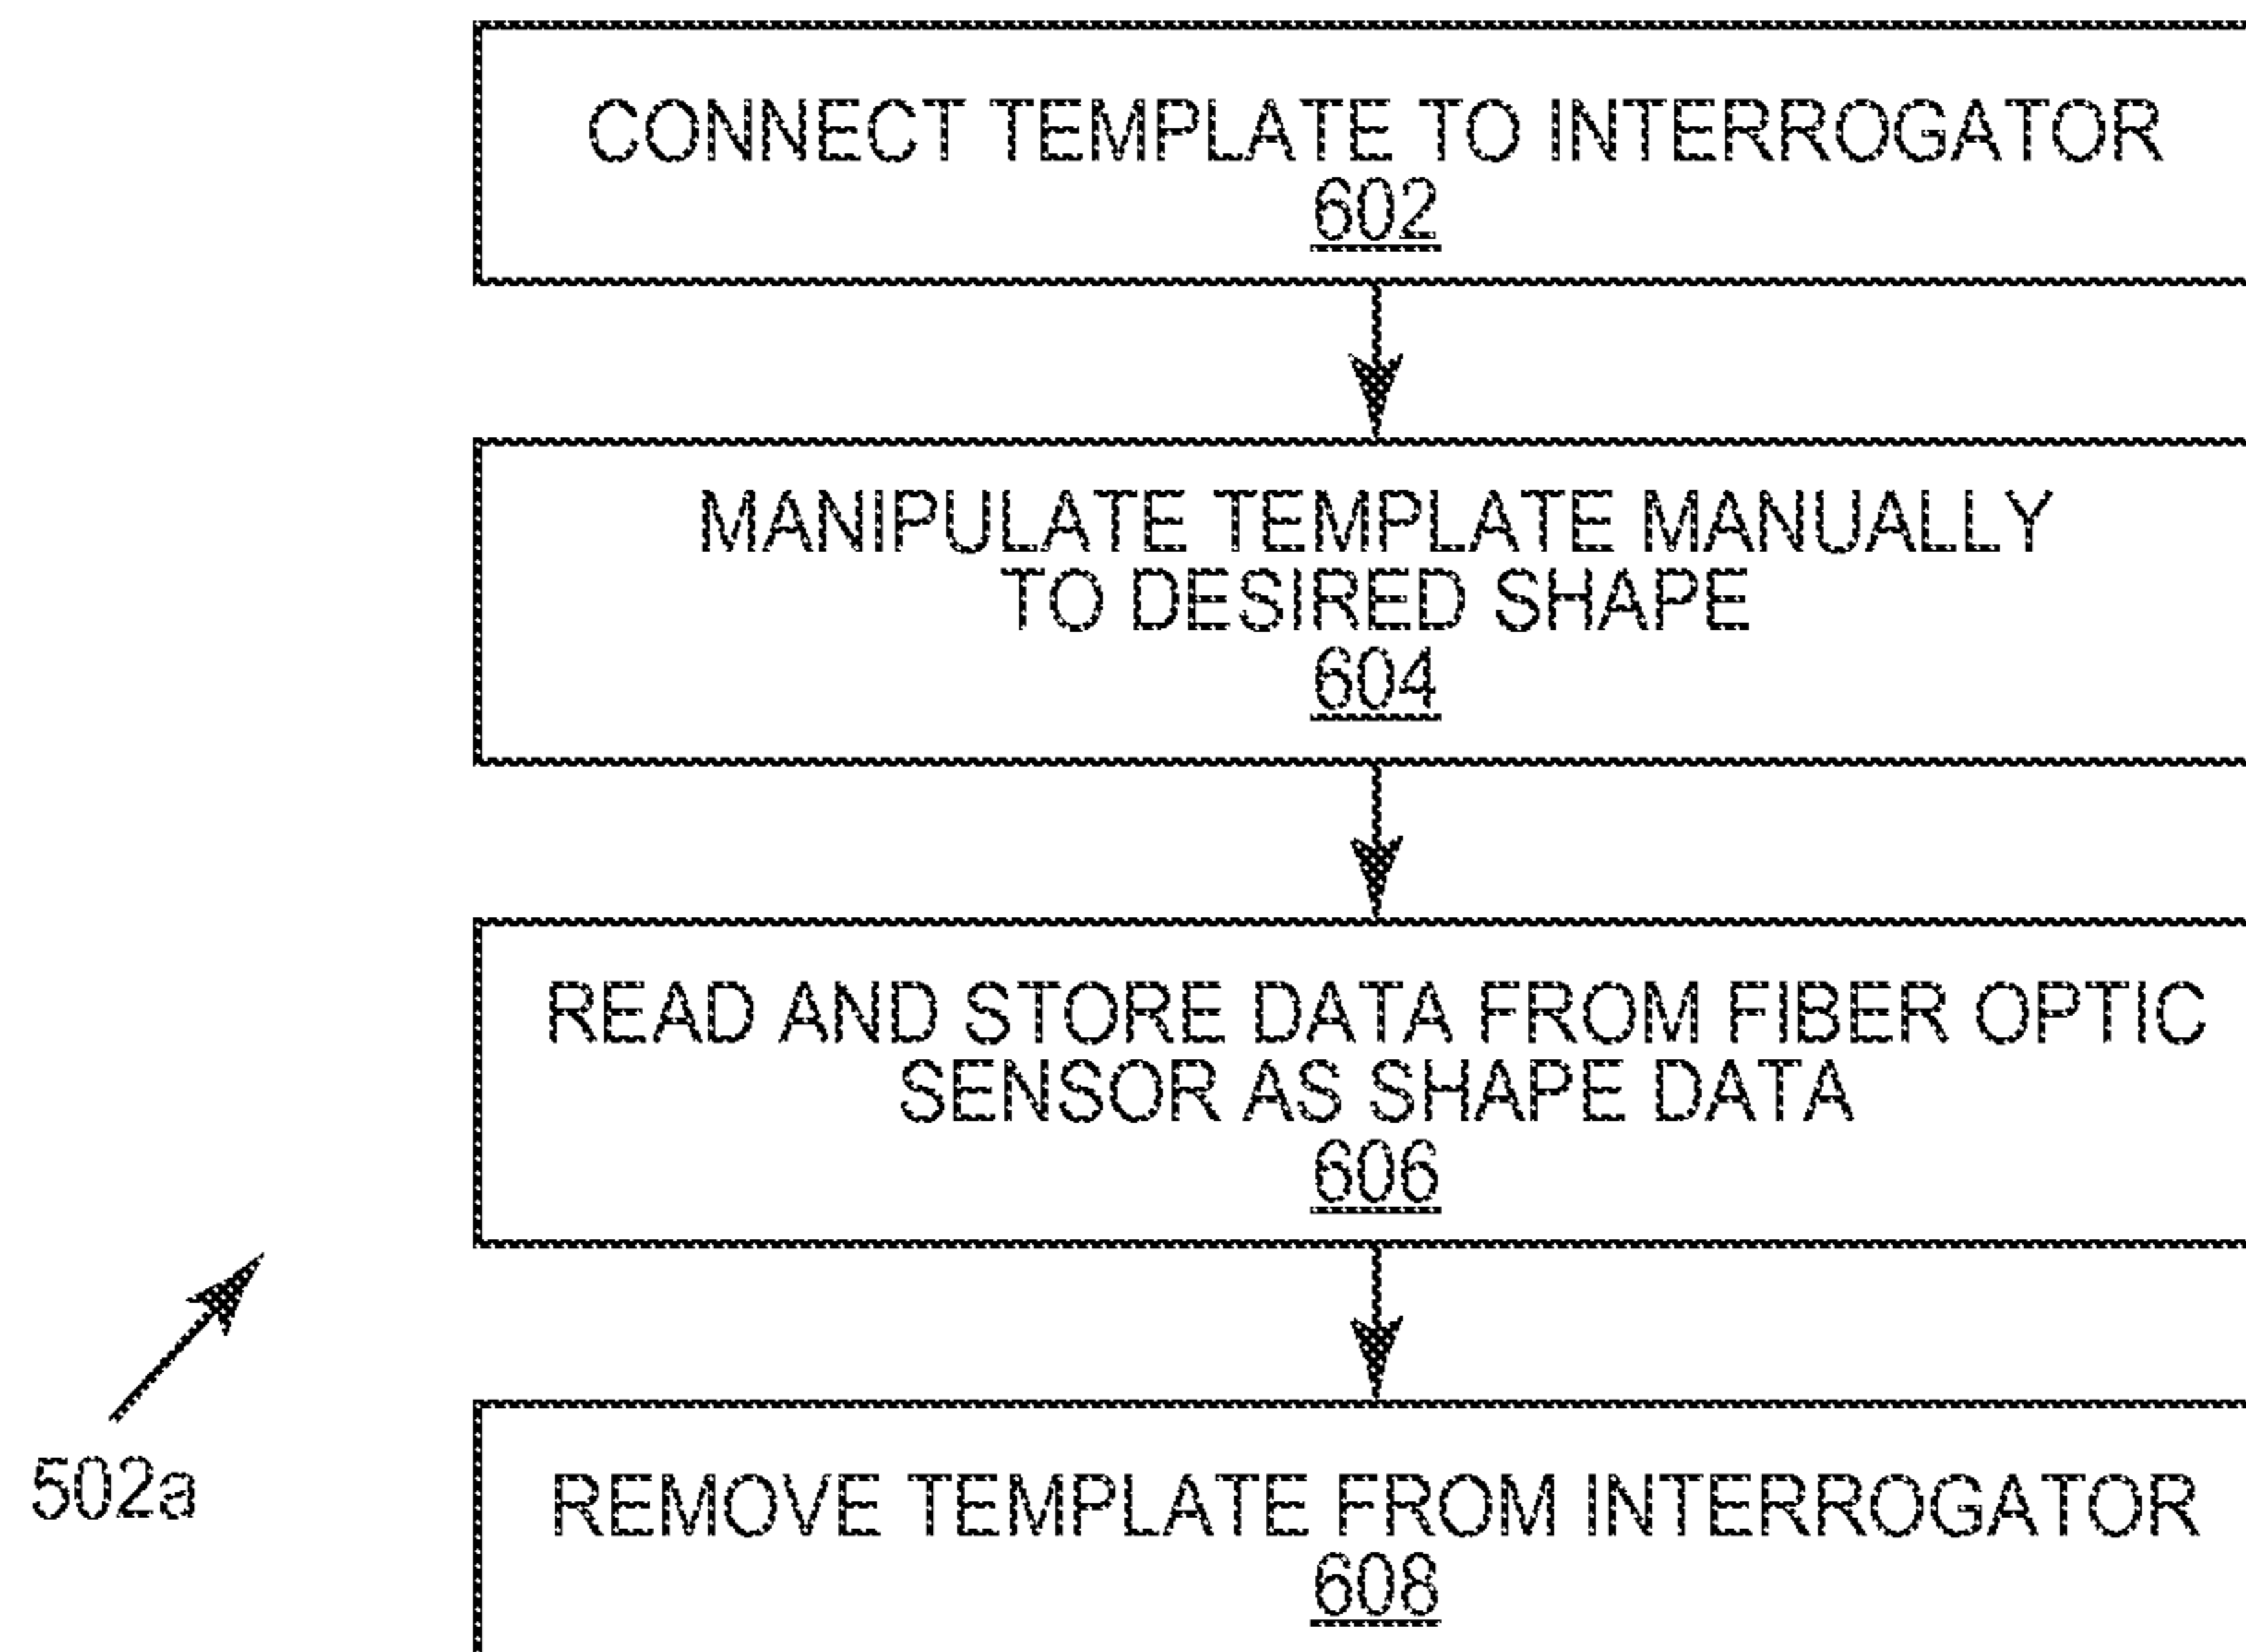 CONNECT TEMPLATE TO INTERROGATOR
602
MANIPULATE TEMPLATE MANUALLY
TO DESIRED SHAPE
604
READ AND STORE DATA FROM FIBER OPTIC
SENSOR AS SHAPE DATA
606
502a
REMOVE TEMPLATE FROM INTERROGATOR
608